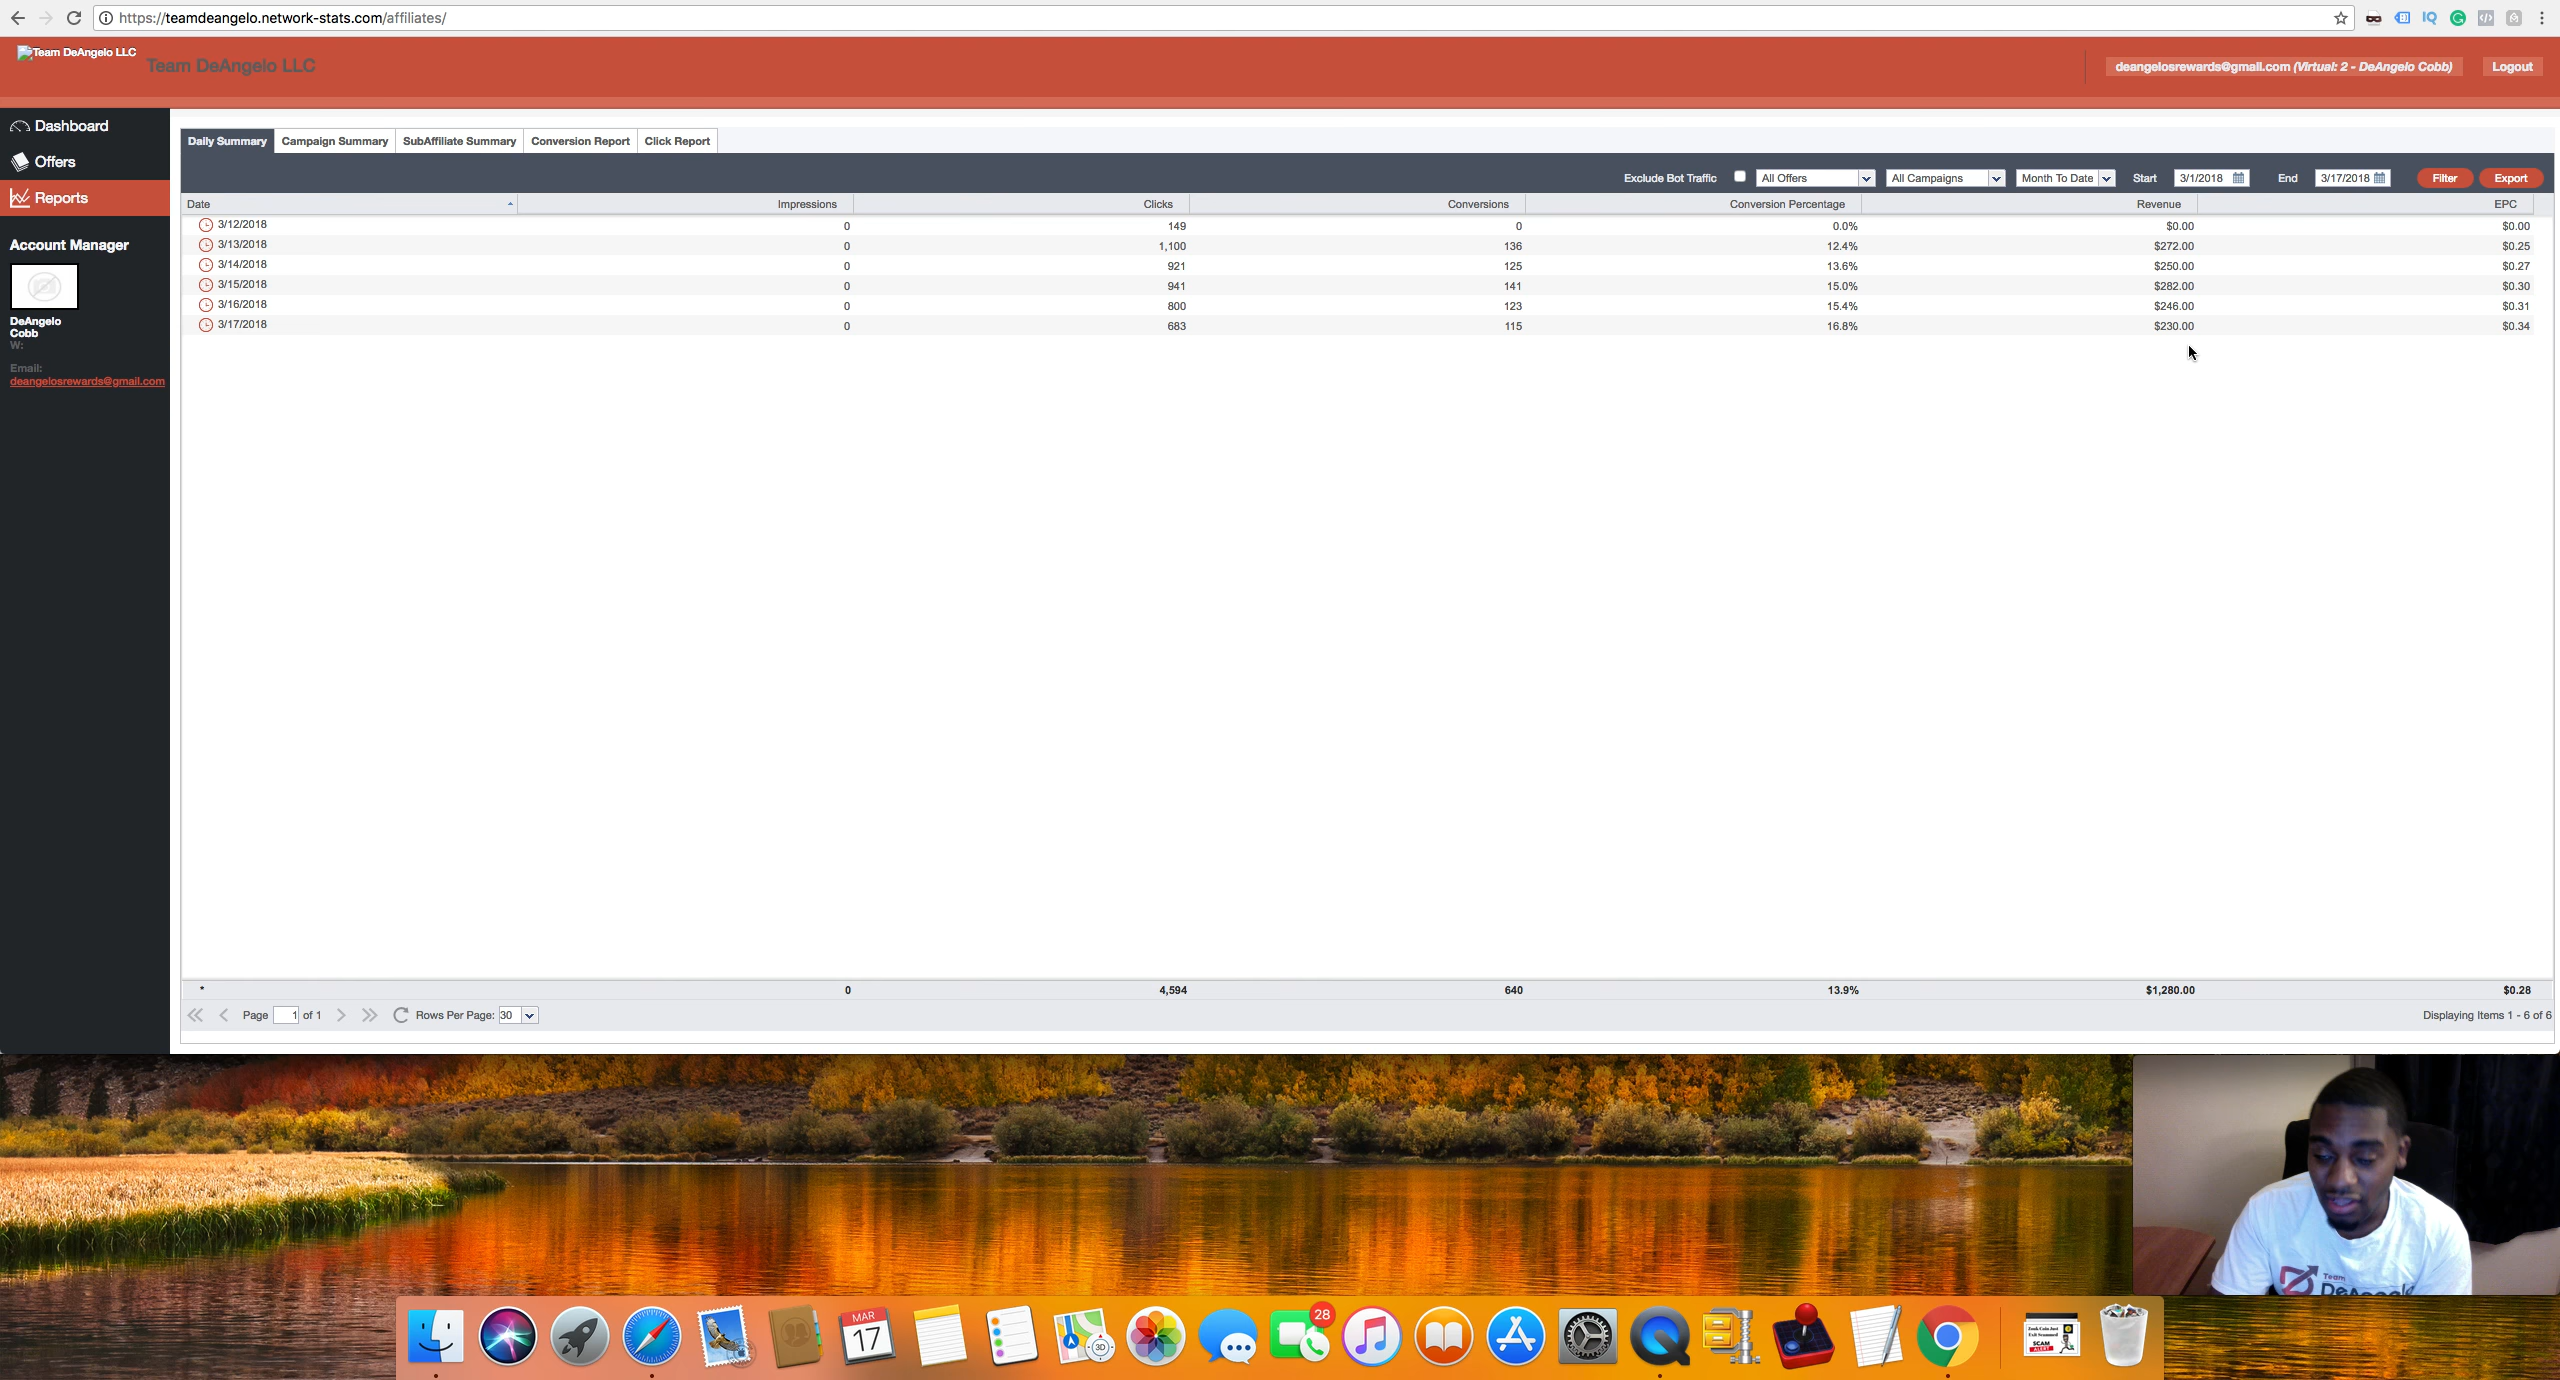 https://teamdeangelo.network-stats.com/affiliates/
Team DeAngelo LLC
Team DeAngelo LLC
deangelosrewards@gmail.com (Virtual: 2 - DeAngelo Cobb)
Logout
Dashboard
Offers
Reports
Account Manager
DeAngelo
Cobb
W:
Email:
deangelosrewards@gmail.com
Daily Summary Campaign Summary SubAffiliate Summary Conversion Report Click Report
Exclude Bot Traffic All Offers All Campaigns Month To Date Start 3/1/2018 End 3/17/2018 Filter Export
Date Impressions Clicks Conversions Conversion Percentage Revenue EPC
3/12/2018 0 149 0 0.0% $0.00 $0.00
3/13/2018 0 1,100 136 12.4% $272.00 $0.25
3/14/2018 0 921 125 13.6% $250.00 $0.27
3/15/2018 0 941 141 15.0% $282.00 $0.30
3/16/2018 0 800 123 15.4% $246.00 $0.31
3/17/2018 0 683 115 16.8% $230.00 $0.34
* 0 4,594 640 13.9% $1,280.00 $0.28
Page 1 of 1 Rows Per Page: 30 Displaying Items 1 - 6 of 6
Team
DeAngelo
MAR
17
3D
28
SCAM
ALERT